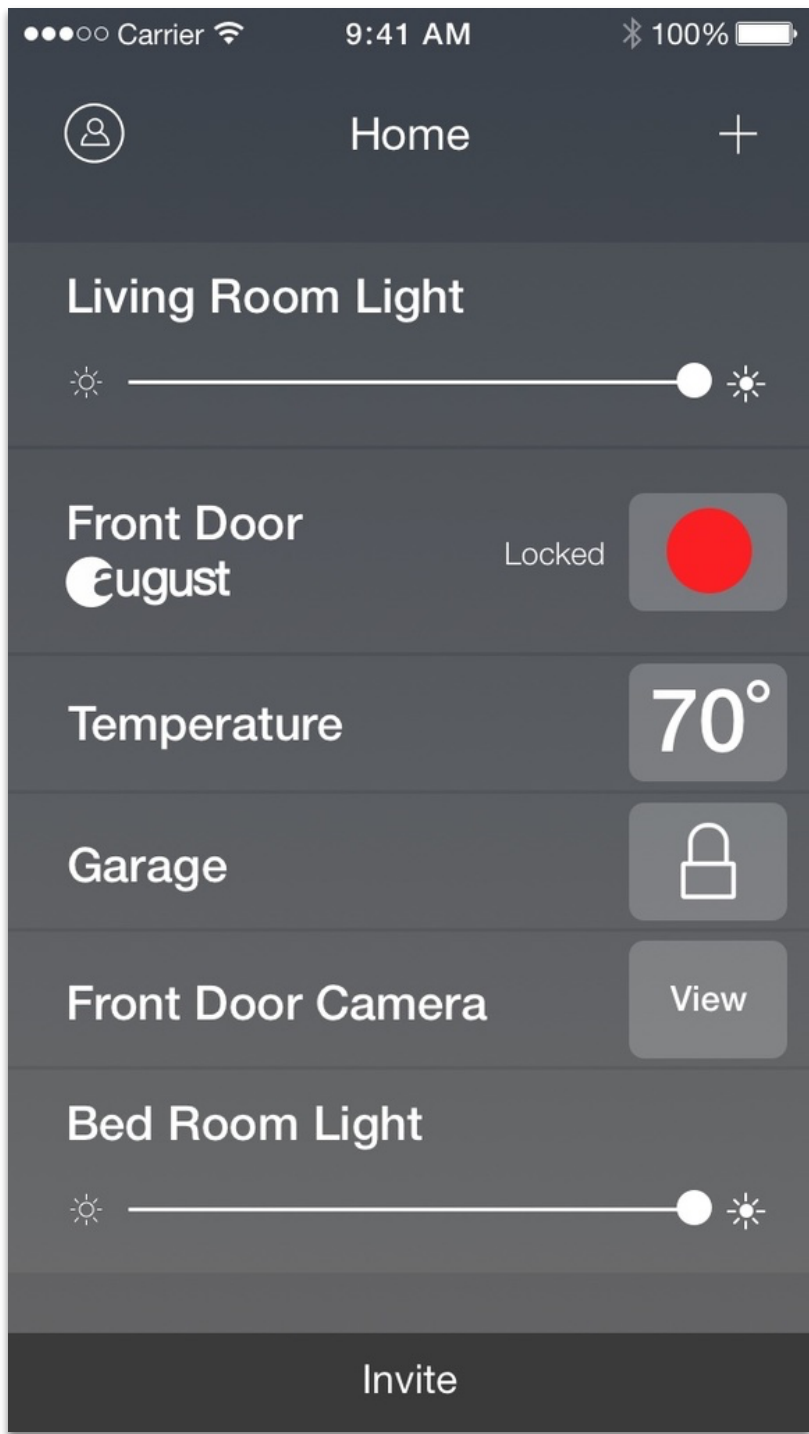 Carrier 9:41 AM 100%
Home
Living Room Light
Front Door
august
Locked
Temperature
70°
Garage
Front Door Camera
View
Bed Room Light
Invite